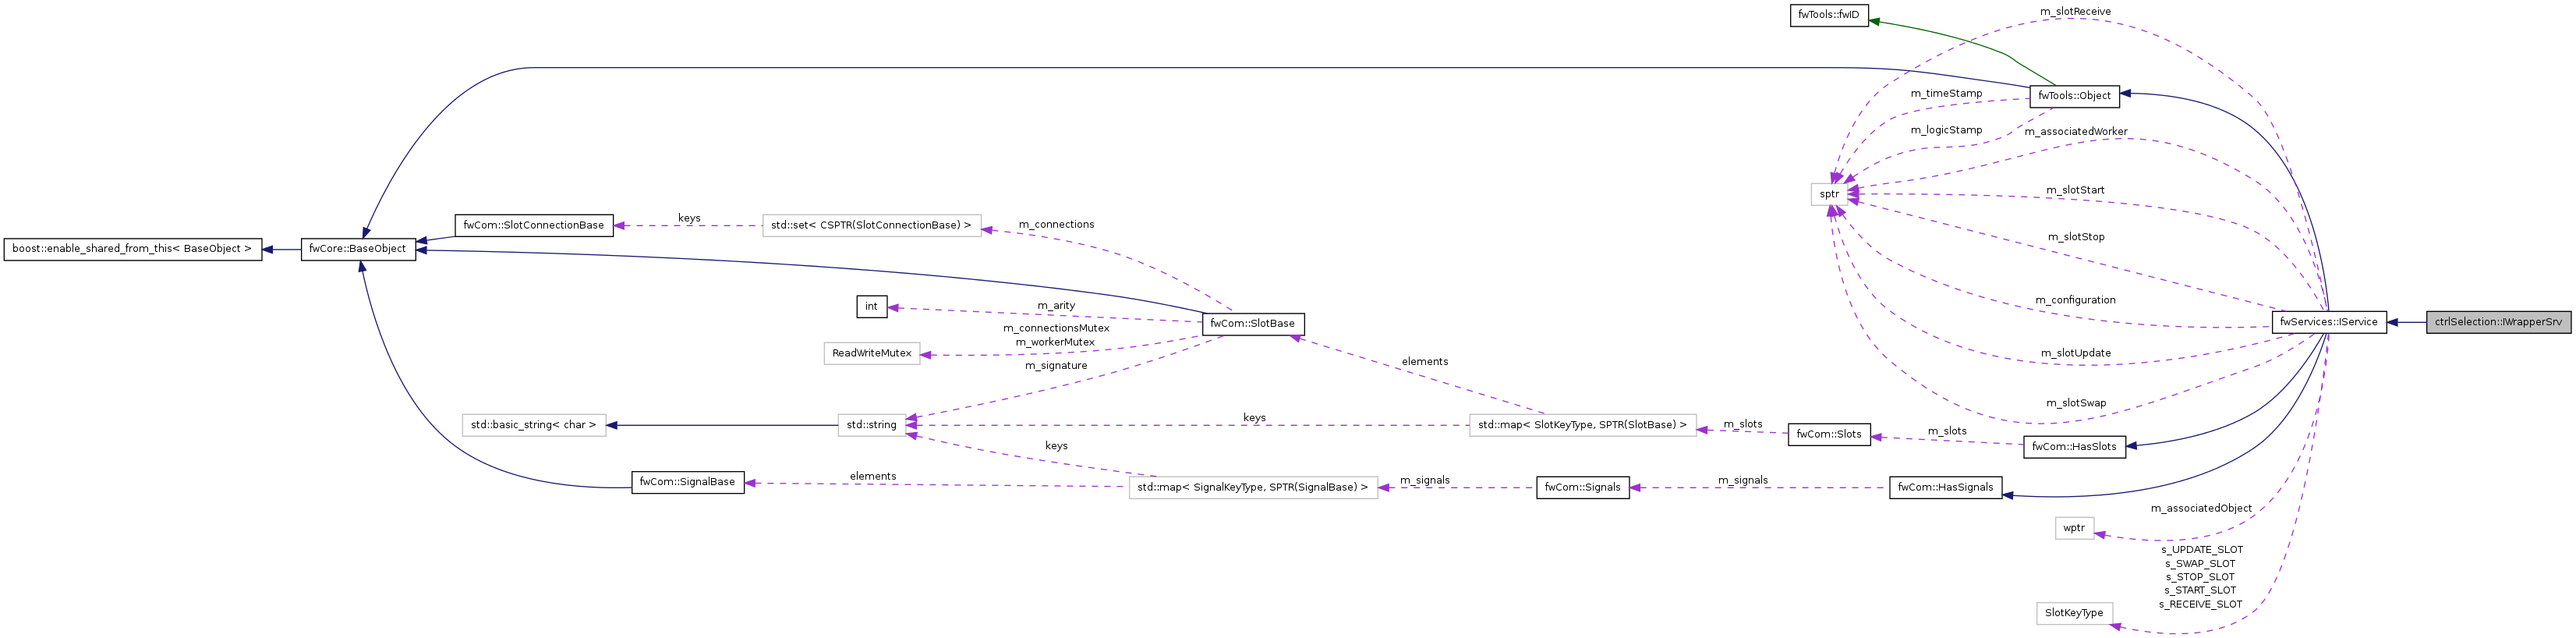 m_slotReceive
fwTools::fwID
m_timeStamp
fwTools::Object
m_logicStamp
m_associatedWorker
sptr
m_slotStart
fwCom::SlotConnectionBase
keys
std::set< CSPTR(SlotConnectionBase) >
m_connections
m_slotStop
boost::enable_shared_from_this< BaseObject >
fwCore::BaseObject
int
m_arity
m_configuration
fwCom::SlotBase
fwServices::IService
ctrlSelection::IWrapperSrv
m_connectionsMutex
m_workerMutex
ReadWriteMutex
m_slotUpdate
m_signature
elements
m_slotSwap
std::basic_string< char >
std::string
keys
std::map< SlotKeyType, SPTR(SlotBase) >
m_slots
fwCom::Slots
m_slots
fwCom::HasSlots
keys
fwCom::SignalBase
elements
std::map< SignalKeyType, SPTR(SignalBase) >
m_signals
fwCom::Signals
m_signals
fwCom::HasSignals
m_associatedObject
wptr
s_UPDATE_SLOT
s_SWAP_SLOT
s_STOP_SLOT
s_START_SLOT
s_RECEIVE_SLOT
SlotKeyType